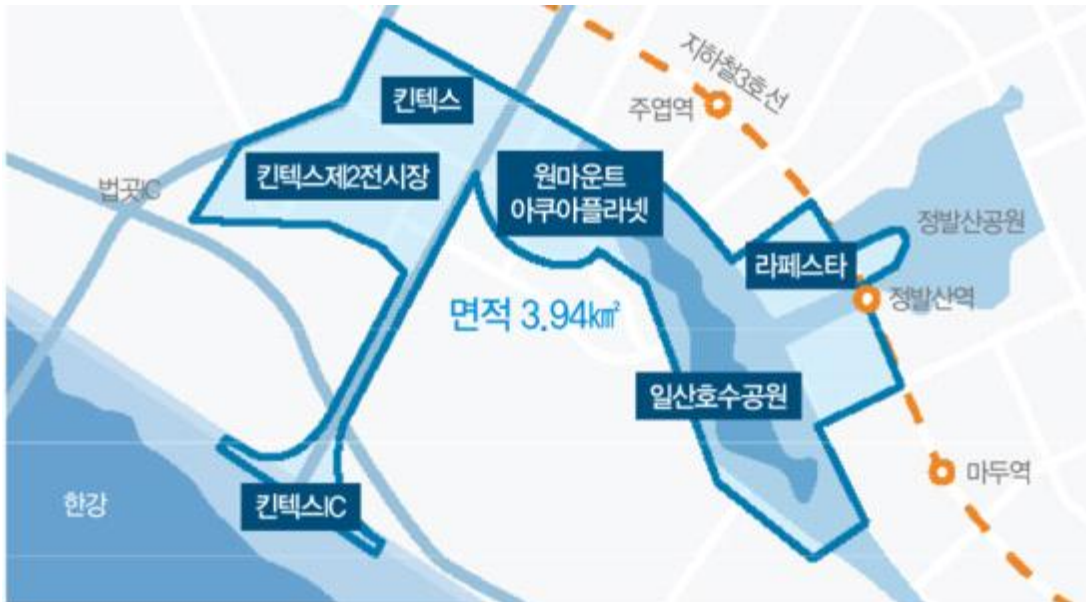 지하철3호선
주엽역
킨텍스
킨텍스제2전시장
원마운트
아쿠아플라넷
법곳IC
정발산공원
라페스타
정발산역
면적 3.94㎢
일산호수공원
마두역
한강
킨텍스IC